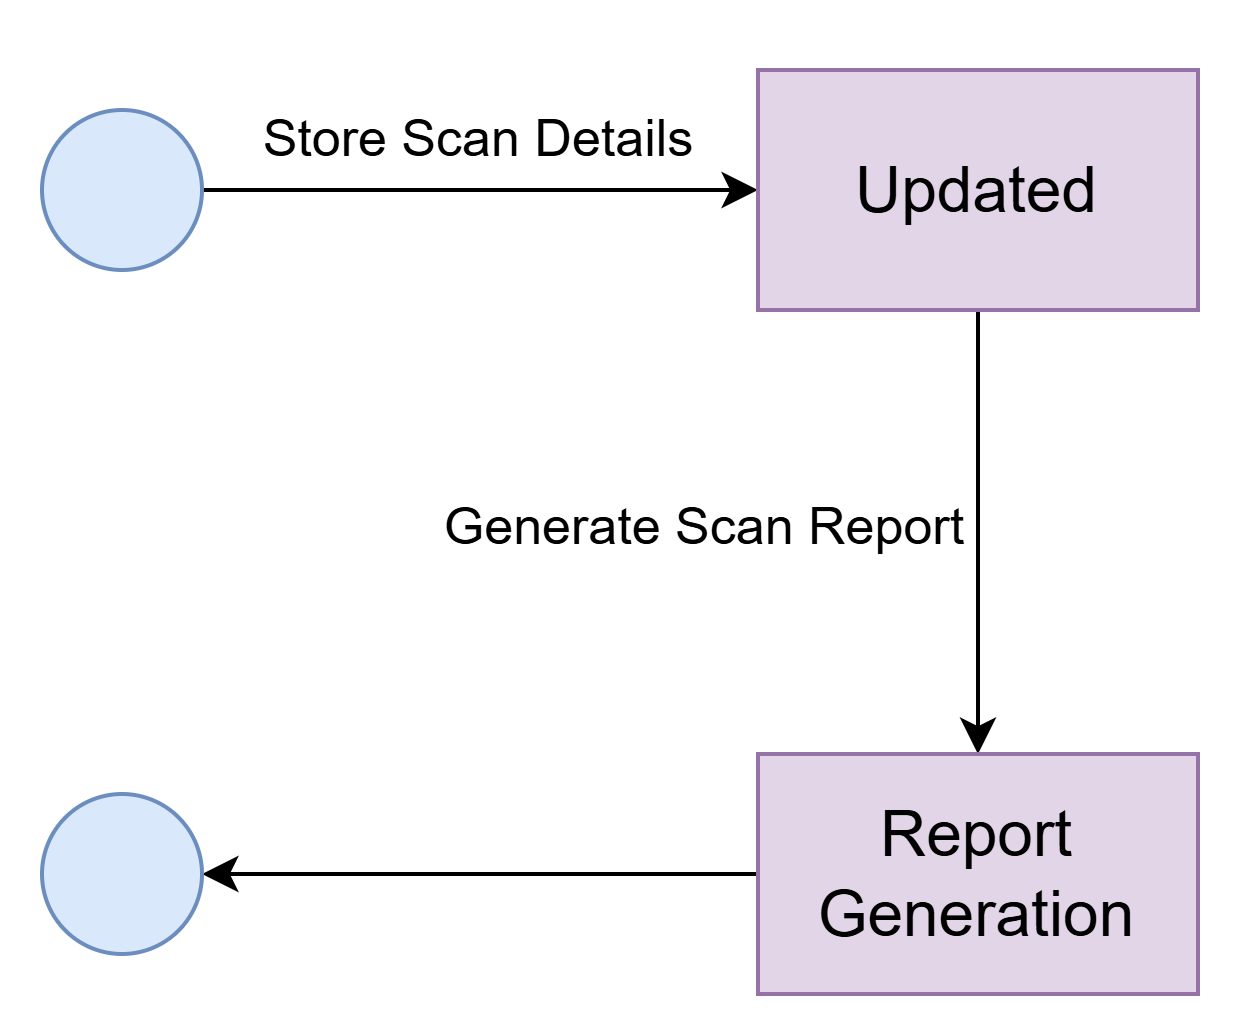 Store Scan Details
Updated
Generate Scan Report
Report
Generation